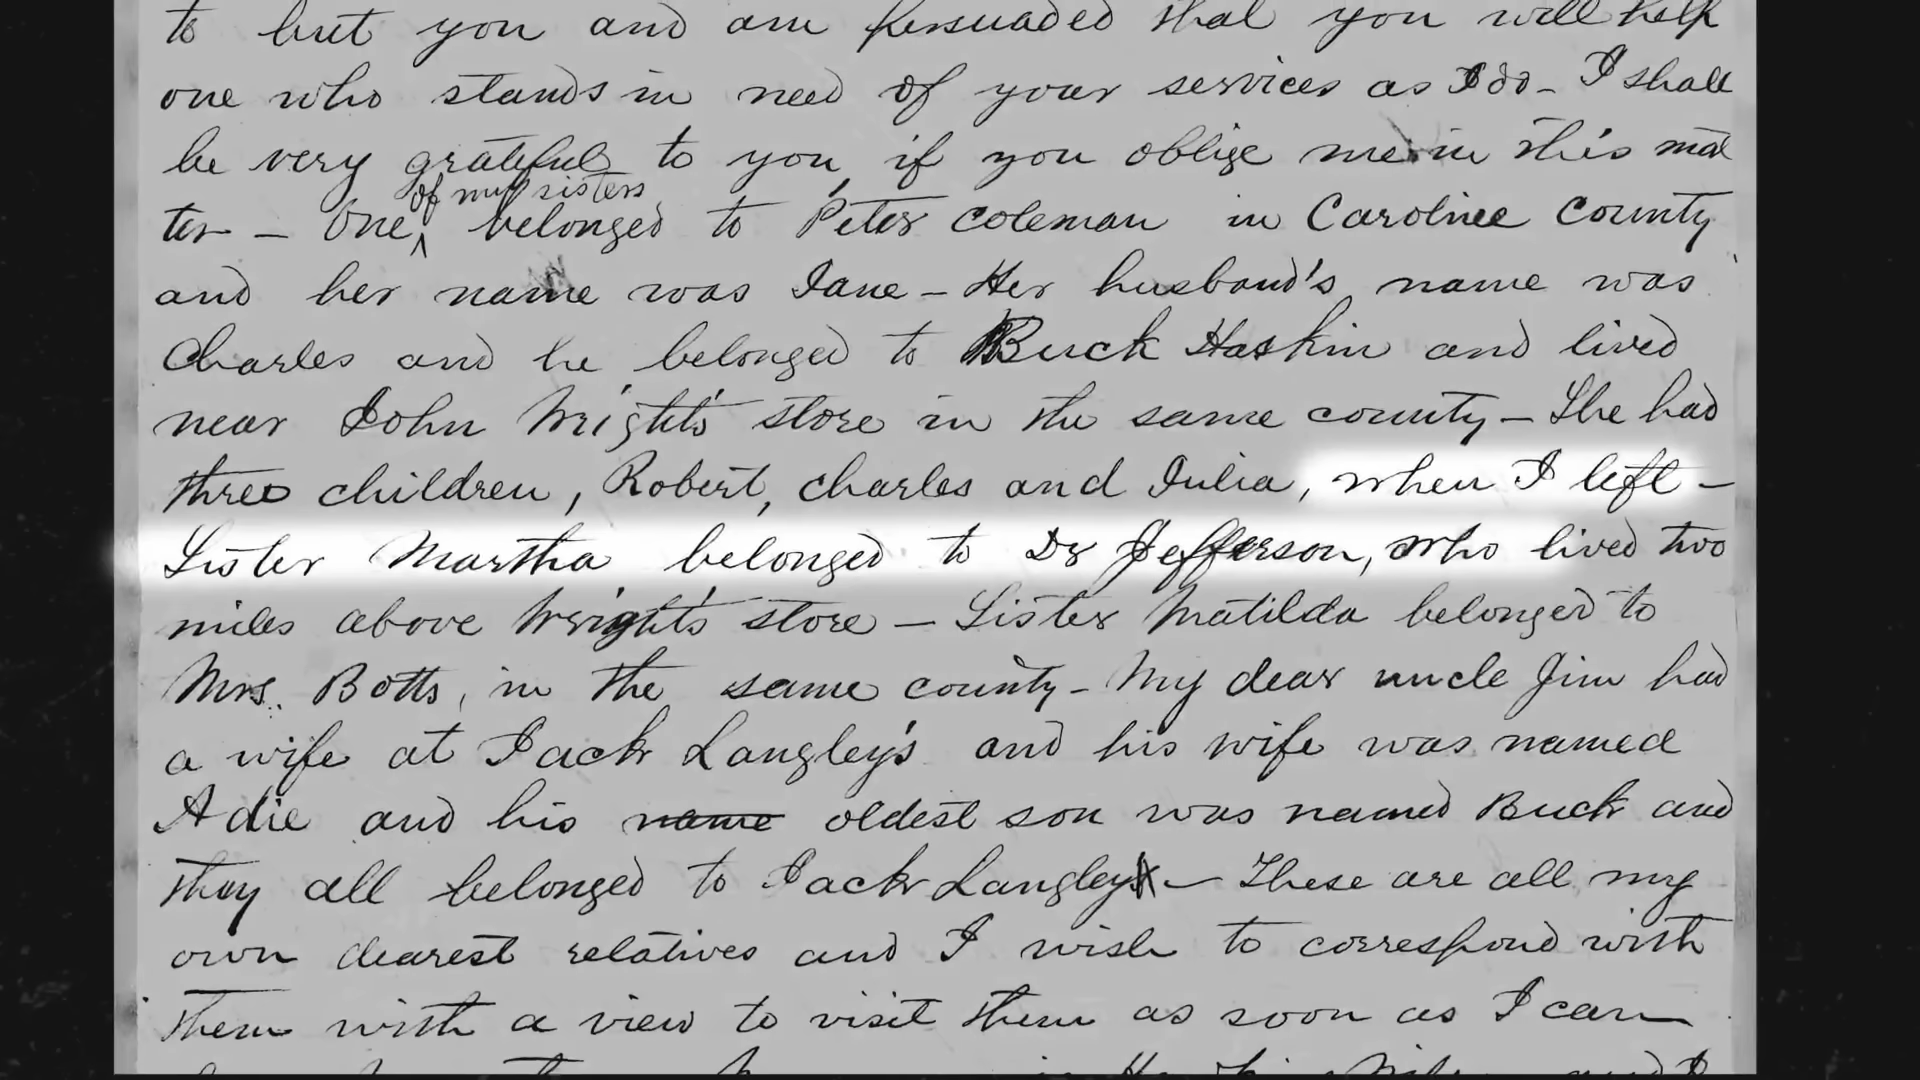 to but you and am persuaded that you will help
one who stands in need of your services as I do - I shall
be very grateful to you, if you oblige me in this mat
of my sisters
ter - One belonged to Peter Coleman in Caroline County
and her name was Jane - Her husband's name was
Charles and he belonged to Buck Haskin and lived
near John Wright's store in the same county - She had
three children, Robert, Charles and Julia, when I left -
Sister Martha belonged to Dr Jefferson, who lived two
miles above Wright's store - Sister Matilda belonged to
Mrs. Botts, in the same county - My dear uncle Jim had
a wife at Jack Langley's and his wife was named
Adie and his name oldest son was named Buck and
they all belonged to Jack Langley - These are all my
own dearest relatives and I wish to correspond with
them with a view to visit them as soon as I can